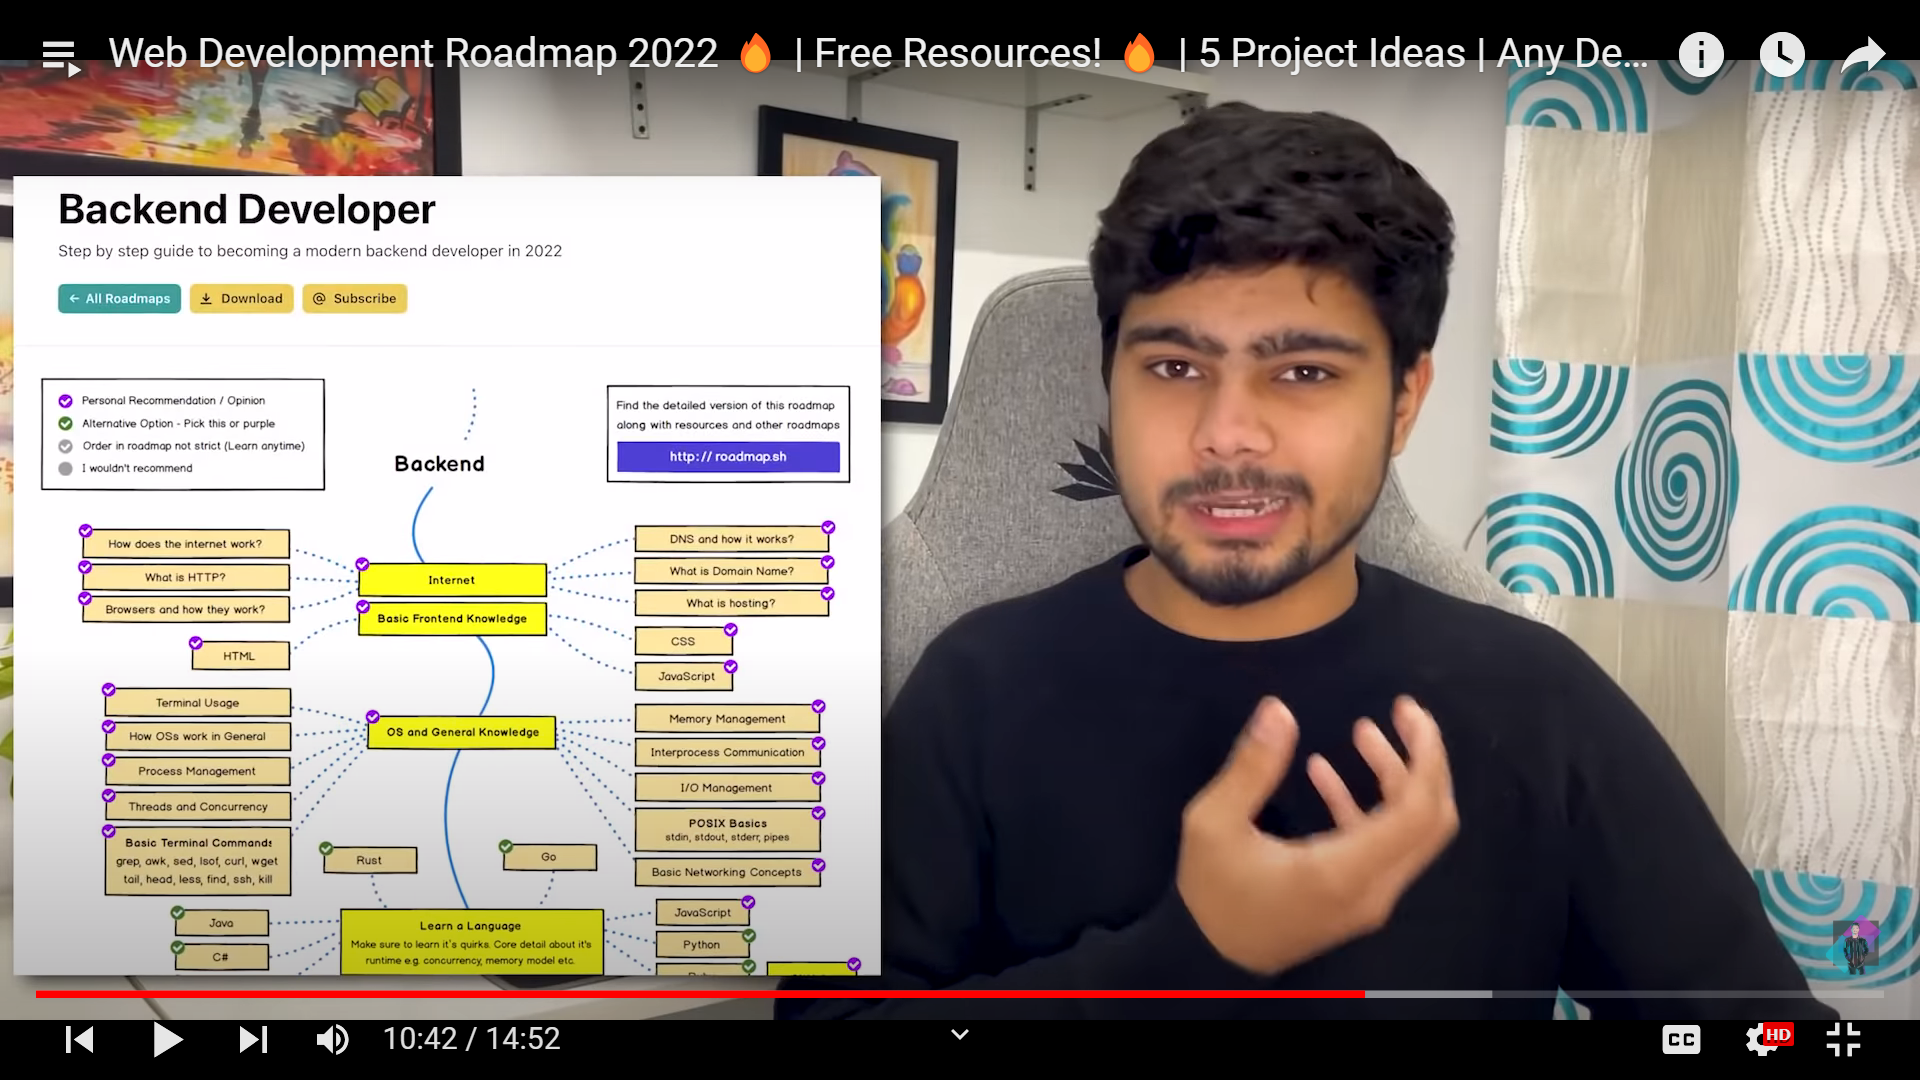 Web Development Roadmap 2022 🔥 | Free Resources! 🔥 | 5 Project Ideas | Any De...
Backend Developer
Step by step guide to becoming a modern backend developer in 2022
← All Roadmaps
Download
@ Subscribe
Personal Recommendation / Opinion
Alternative Option - Pick this or purple
Order in roadmap not strict (Learn anytime)
I wouldn't recommend
Find the detailed version of this roadmap
along with resources and other roadmaps
http://roadmap.sh
Backend
How does the internet work?
What is HTTP?
Browsers and how they work?
Internet
DNS and how it works?
What is Domain Name?
What is hosting?
Basic Frontend Knowledge
HTML
CSS
JavaScript
Terminal Usage
How OSs work in General
Process Management
Threads and Concurrency
Basic Terminal Commands
grep, awk, sed, lsof, curl, wget
tail, head, less, find, ssh, kill
OS and General Knowledge
Memory Management
Interprocess Communication
I/O Management
POSIX Basics
stdin, stdout, stderr, pipes
Basic Networking Concepts
Rust
Go
Java
C#
Learn a Language
Make sure to learn it's quirks. Core detail about it's
runtime e.g. concurrency, memory model etc.
JavaScript
Python
10:42 / 14:52
CC
HD